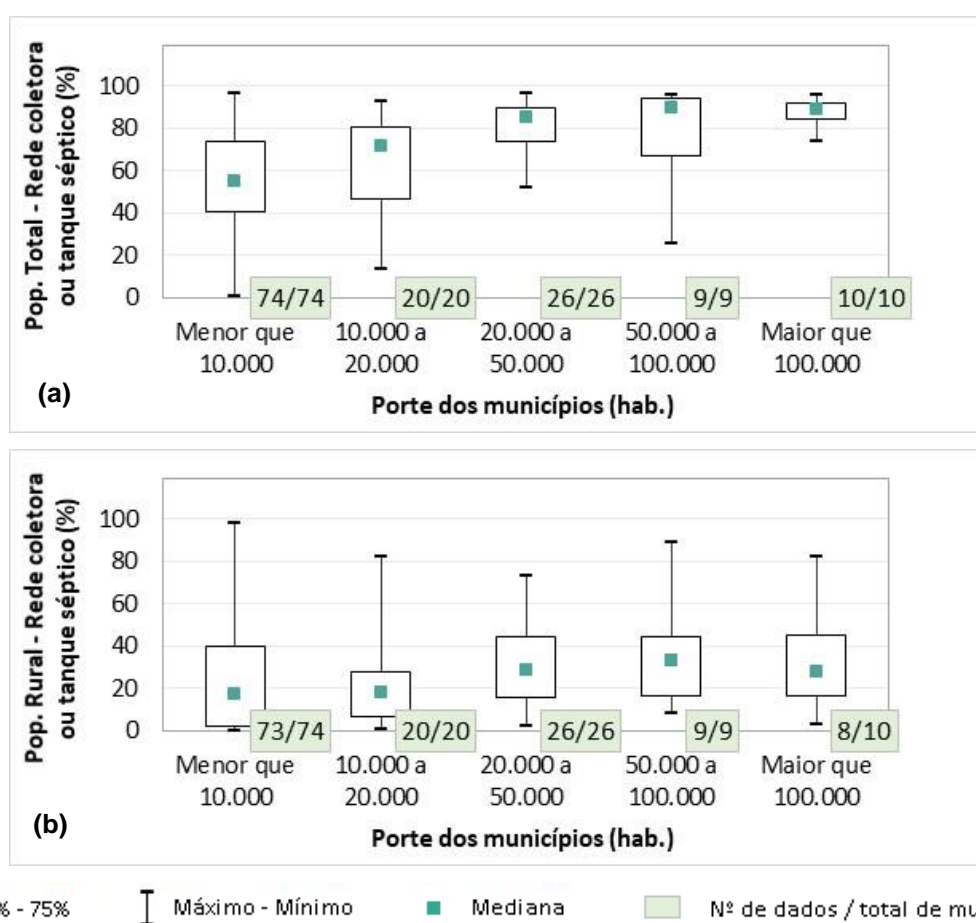 Pop. Total - Rede coletora
ou tanque séptico (%)
100
80
60
40
20
0
74/74
20/20
26/26
9/9
10/10
Menor que
10.000
10.000 a
20.000
20.000 a
50.000
50.000 a
100.000
Maior que
100.000
(a)
Porte dos municípios (hab.)
Pop. Rural - Rede coletora
ou tanque séptico (%)
100
80
60
40
20
0
73/74
20/20
26/26
9/9
8/10
Menor que
10.000
10.000 a
20.000
20.000 a
50.000
50.000 a
100.000
Maior que
100.000
(b)
Porte dos municípios (hab.)
% - 75%
Máximo - Mínimo
Mediana
Nº de dados / total de mu